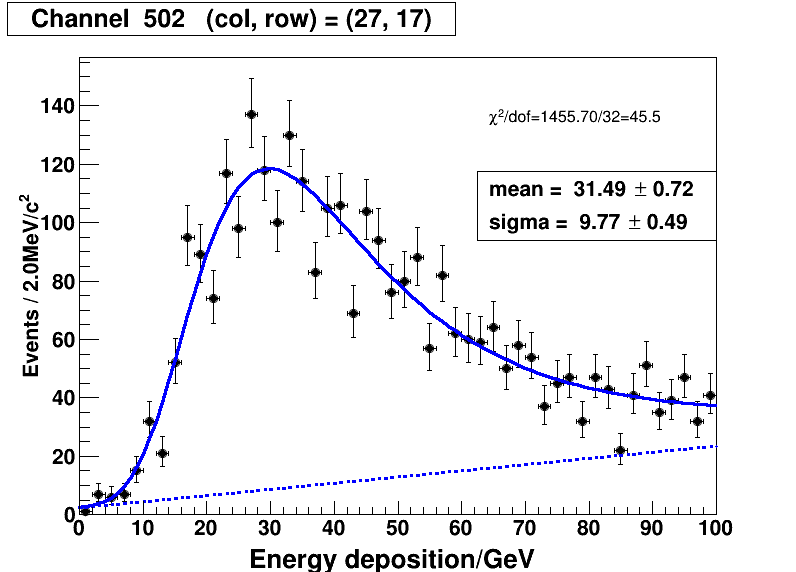 Channel 502 (col, row) = (27, 17)
χ²/dof=1455.70/32=45.5
mean = 31.49 ± 0.72
sigma = 9.77 ± 0.49
Events / 2.0MeV/c²
140
120
100
80
60
40
20
0
0 10 20 30 40 50 60 70 80 90 100
Energy deposition/GeV